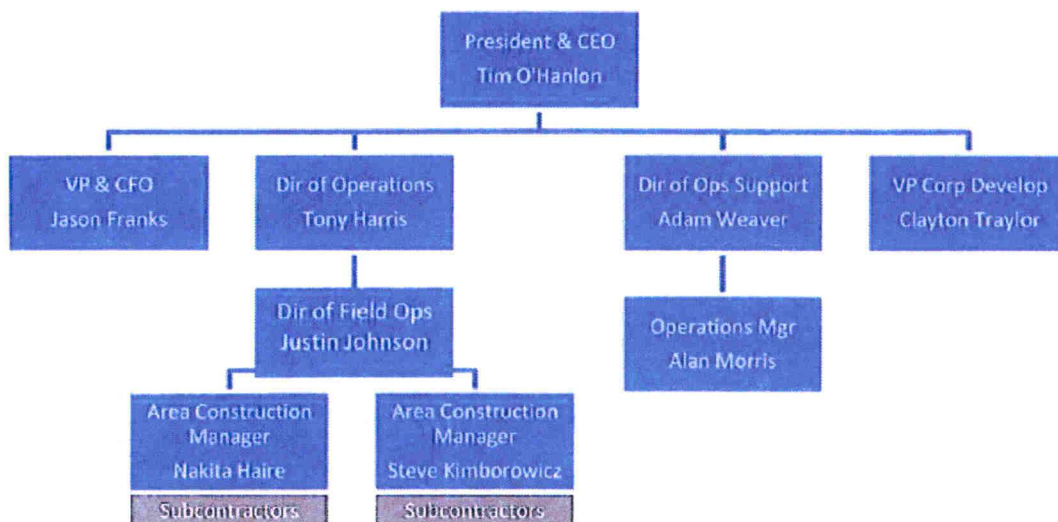 President & CEO
Tim O'Hanlon
VP & CFO
Jason Franks
Dir of Operations
Tony Harris
Dir of Ops Support
Adam Weaver
VP Corp Develop
Clayton Traylor
Dir of Field Ops
Justin Johnson
Operations Mgr
Alan Morris
Area Construction
Manager
Nakita Haire
Subcontractors
Area Construction
Manager
Steve Kimborowicz
Subcontractors